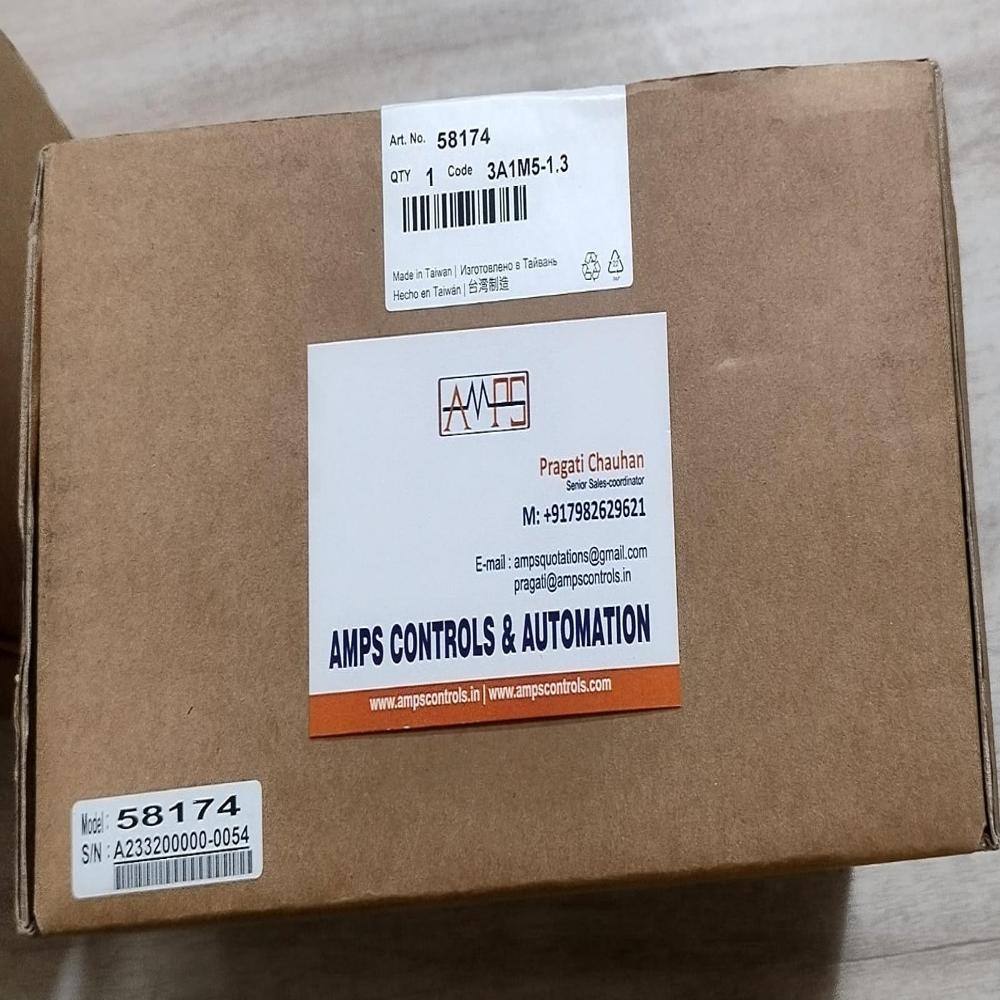 Art. No. 58174
QTY 1 Code 3A1M5-1.3
Made in Taiwan | Изготовлено в Тайвань
Hecho en Taiwán | 台湾制造
AMPS
Pragati Chauhan
Senior Sales-coordinator
M: +917982629621
E-mail : ampsquotations@gmail.com
pragati@ampscontrols.in
AMPS CONTROLS & AUTOMATION
www.ampscontrols.in | www.ampscontrols.com
Model : 58174
S/N : A233200000-0054